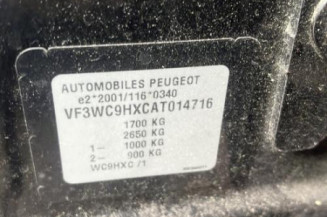 AUTOMOBILES PEUGEOT
e2*2001/116*0340
VF3WC9HXCAT014716
1700 KG
2650 KG
1- 1000 KG
2- 900 KG
WC9HXC /1